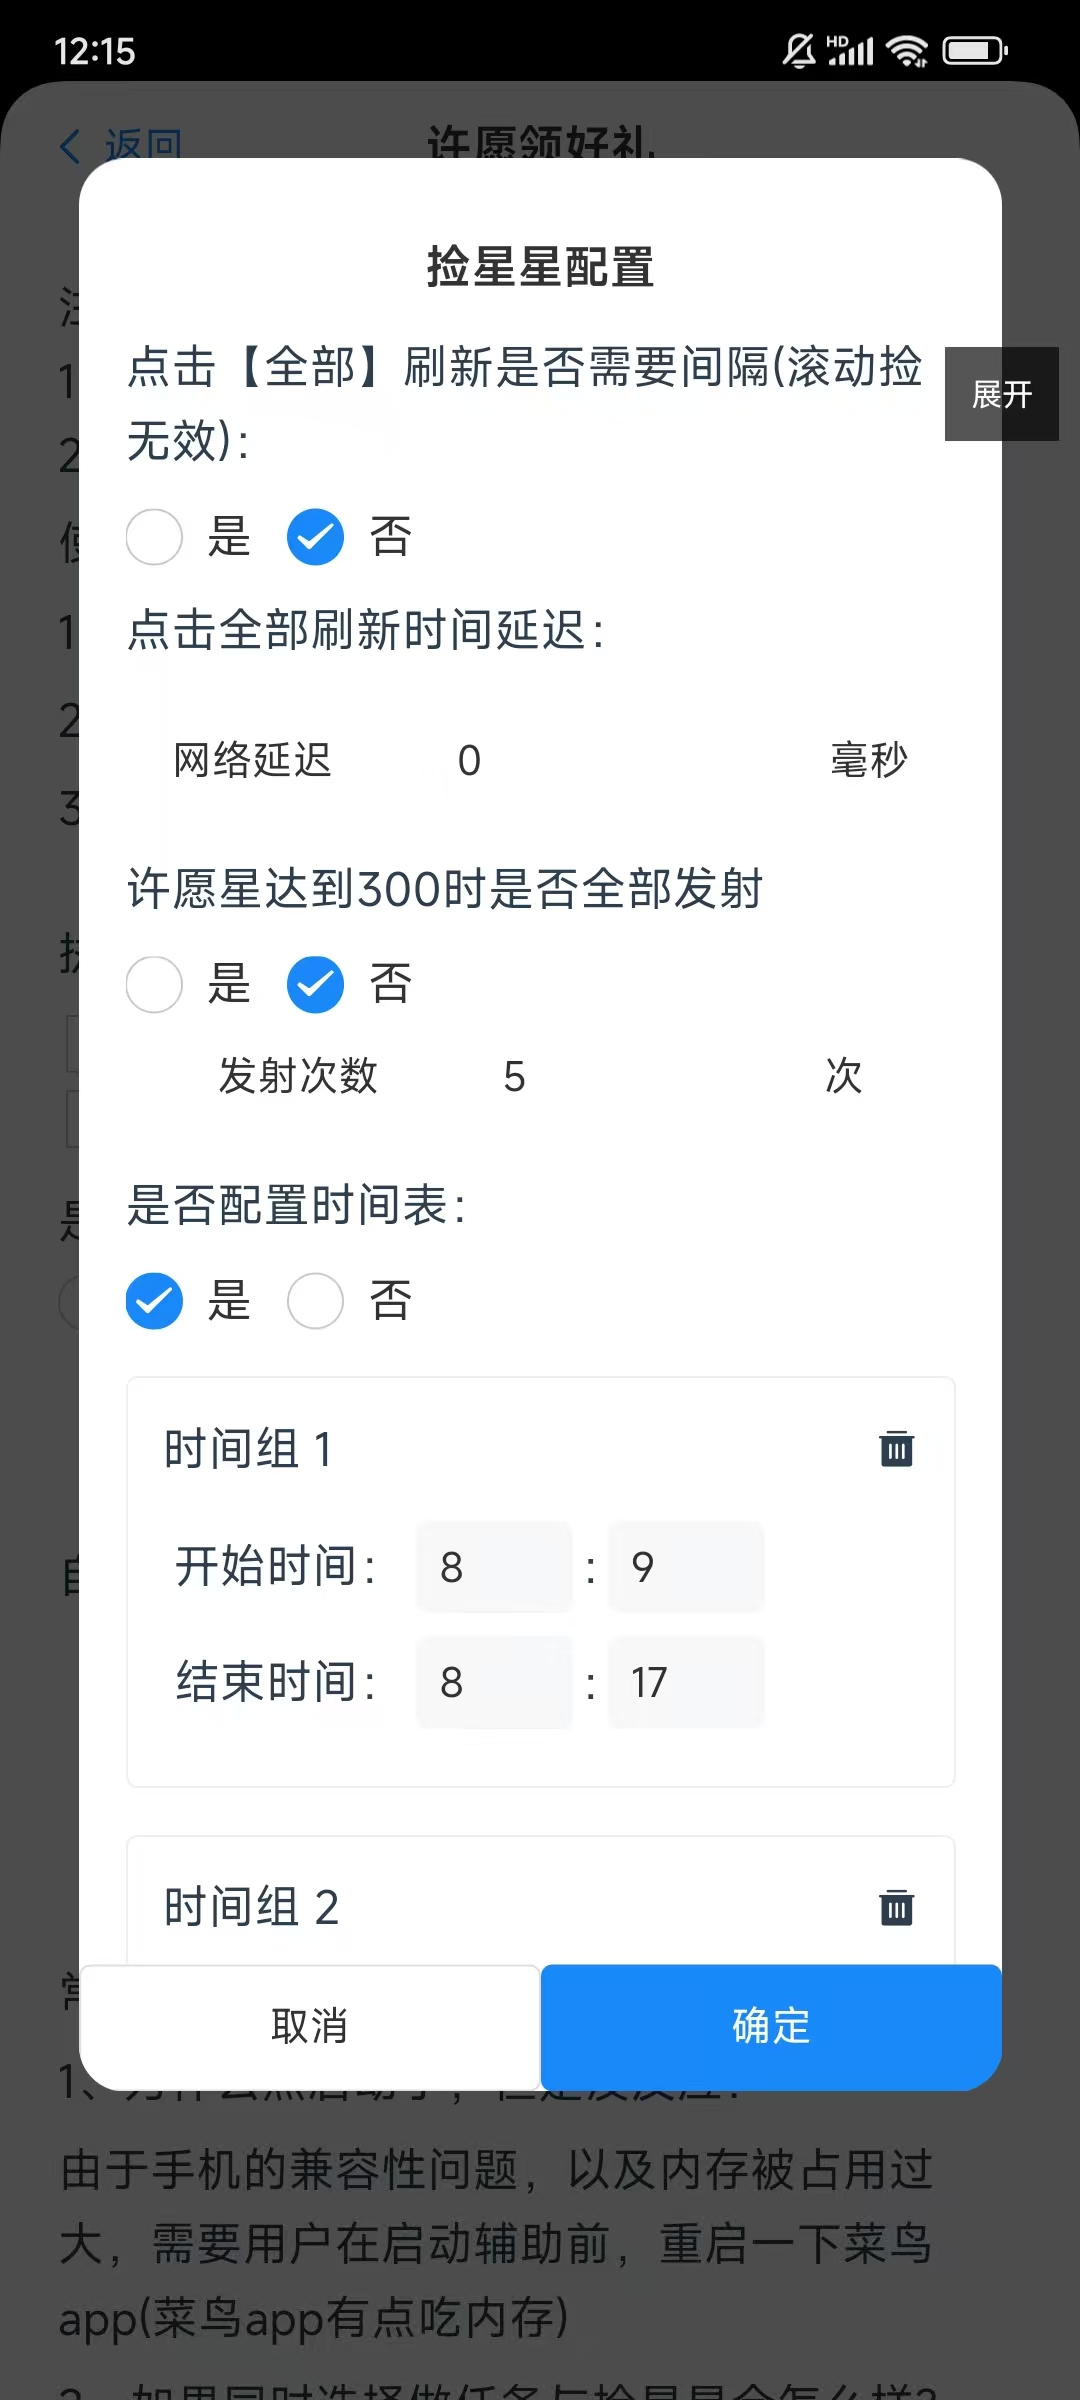 12:15
HD
返回
许愿领好礼
捡星星配置
点击【全部】刷新是否需要间隔(滚动捡
无效):
展开
是 否
点击全部刷新时间延迟:
网络延迟 0 毫秒
许愿星达到300时是否全部发射
是 否
发射次数 5 次
是否配置时间表:
是 否
时间组 1
开始时间: 8 : 9
结束时间: 8 : 17
时间组 2
取消 确定
由于手机的兼容性问题，以及内存被占用过
大，需要用户在启动辅助前，重启一下菜鸟
app(菜鸟app有点吃内存)